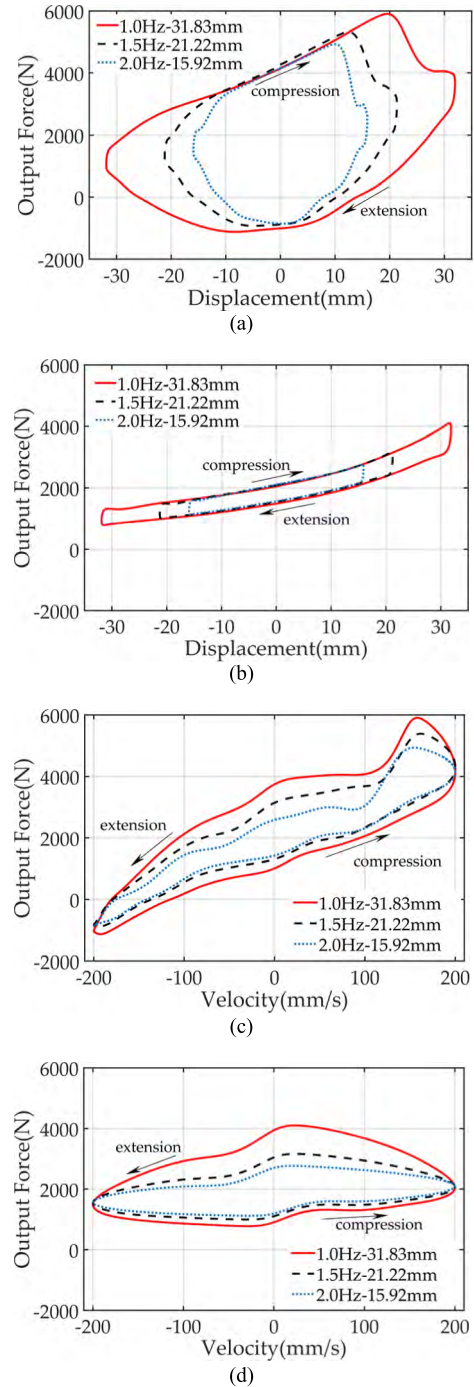 6000
1.0Hz-31.83mm
1.5Hz-21.22mm
2.0Hz-15.92mm
4000
compression
2000
0
extension
-2000
Output Force(N)
-30 -20 -10 0 10 20 30
Displacement(mm)
(a)
6000
1.0Hz-31.83mm
1.5Hz-21.22mm
2.0Hz-15.92mm
4000
compression
2000
extension
0
-2000
Output Force(N)
-30 -20 -10 0 10 20 30
Displacement(mm)
(b)
6000
4000
extension
2000
compression
0
1.0Hz-31.83mm
1.5Hz-21.22mm
2.0Hz-15.92mm
-2000
Output Force(N)
-200 -100 0 100 200
Velocity(mm/s)
(c)
6000
4000
extension
2000
compression
0
1.0Hz-31.83mm
1.5Hz-21.22mm
2.0Hz-15.92mm
-2000
Output Force(N)
200 -100 0 100 200
Velocity(mm/s)
(d)